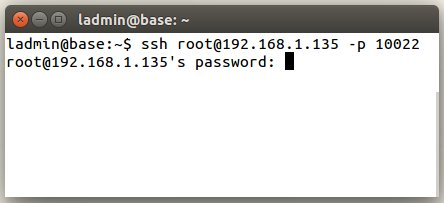 ladmin@base: ~
ladmin@base:~$ ssh root@192.168.1.135 -p 10022
root@192.168.1.135's password: